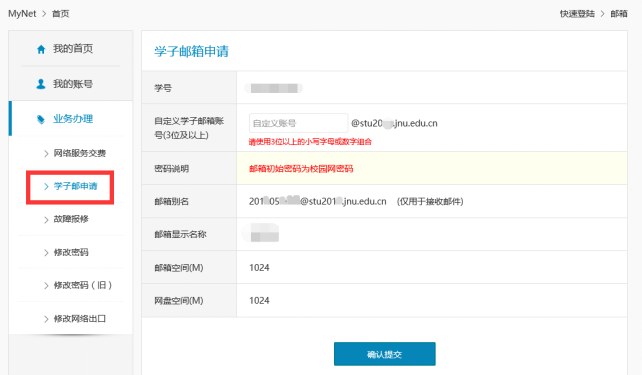 MyNet > 首页
快速登陆 > 邮箱
我的首页
我的账号
业务办理
> 网络服务交费
> 学子邮申请
> 故障报修
> 修改密码
> 修改密码（旧）
> 修改网络出口
学子邮箱申请
学号
自定义学子邮箱账
号(3位及以上)
自定义账号 @stu20 .jnu.edu.cn
请使用3位以上的小写字母或数字组合
密码说明
邮箱初始密码为校园网密码
邮箱别名
201 05 @stu201 .jnu.edu.cn (仅用于接收邮件)
邮箱显示名称
邮箱空间(M)
1024
网盘空间(M)
1024
确认提交